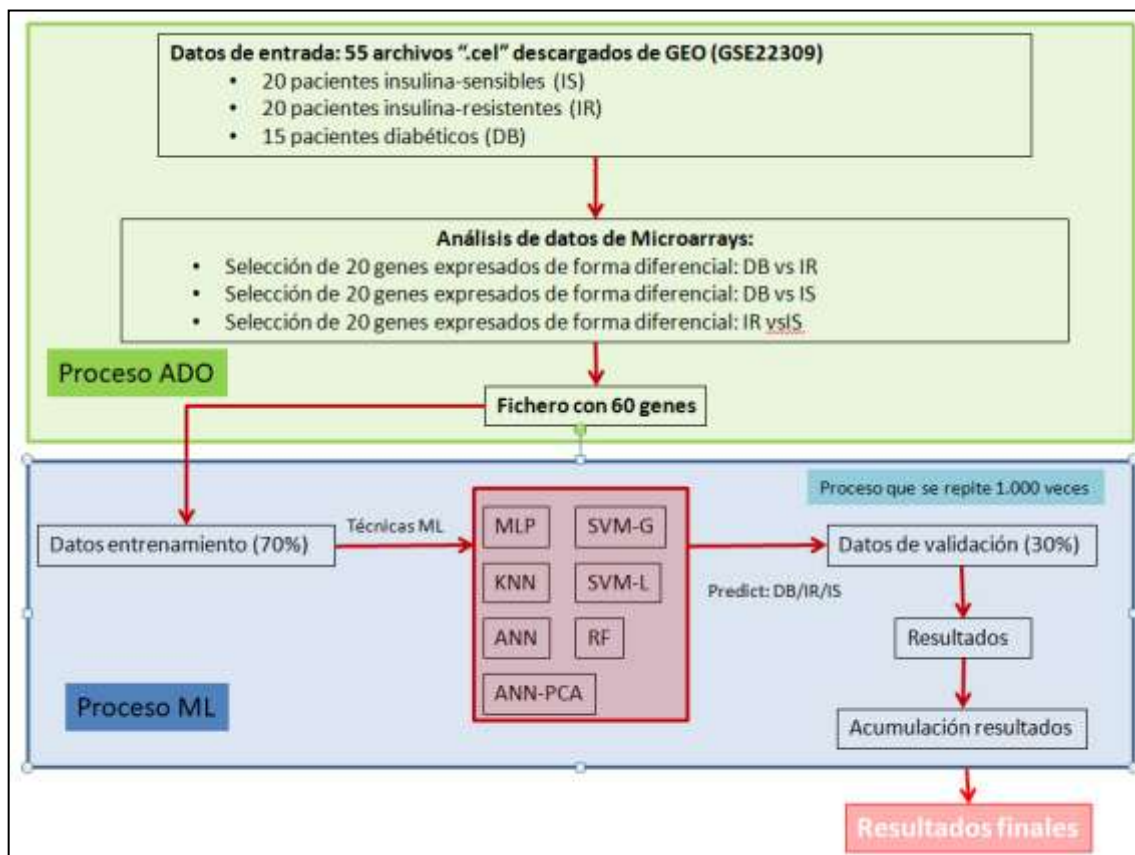 Datos de entrada: 55 archivos “.cel” descargados de GEO (GSE22309)
• 20 pacientes insulina-sensibles (IS)
• 20 pacientes insulina-resistentes (IR)
• 15 pacientes diabéticos (DB)
Análisis de datos de Microarrays:
• Selección de 20 genes expresados de forma diferencial: DB vs IR
• Selección de 20 genes expresados de forma diferencial: DB vs IS
• Selección de 20 genes expresados de forma diferencial: IR vsIS
Proceso ADO
Fichero con 60 genes
Proceso que se repite 1.000 veces
Datos entrenamiento (70%)
Técnicas ML
MLP
SVM-G
KNN
SVM-L
ANN
RF
ANN-PCA
Predict: DB/IR/IS
Datos de validación (30%)
Resultados
Acumulación resultados
Proceso ML
Resultados finales